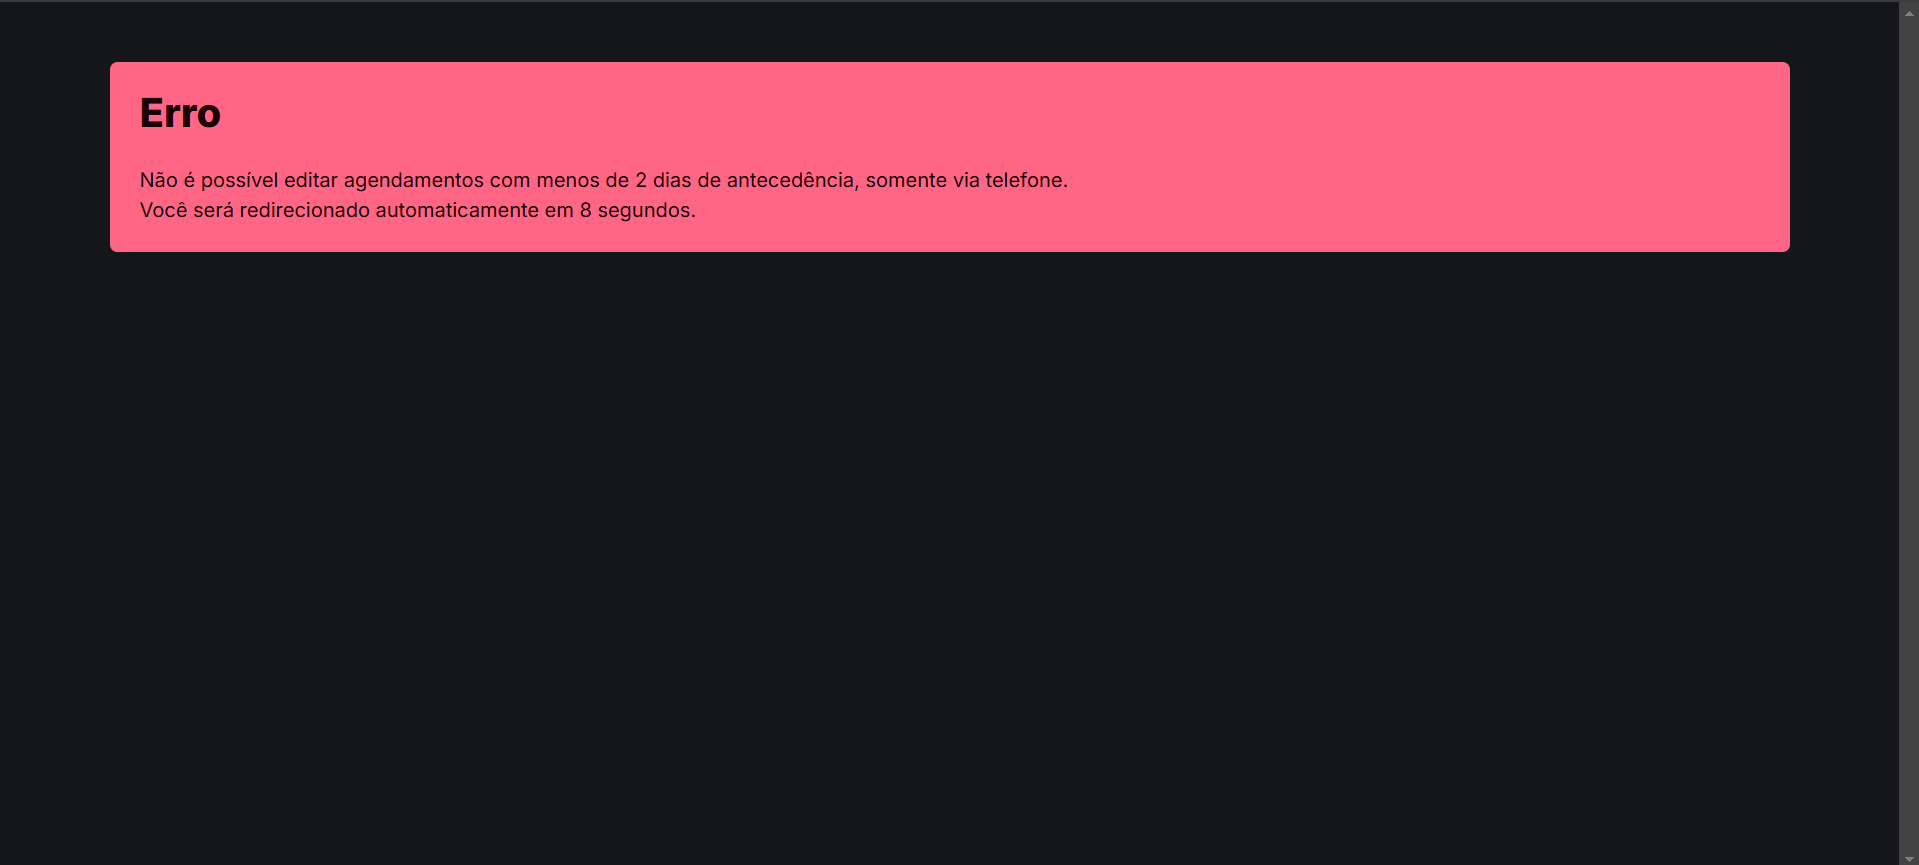 Erro
Não é possível editar agendamentos com menos de 2 dias de antecedência, somente via telefone.
Você será redirecionado automaticamente em 8 segundos.